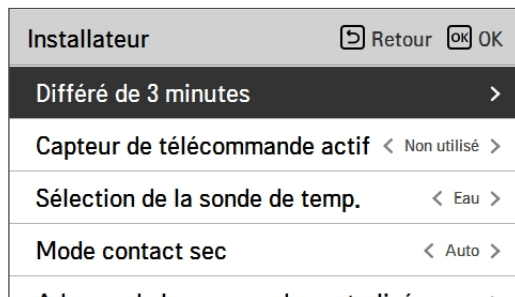 Installateur Retour OK OK
Différé de 3 minutes >
Capteur de télécommande actif < Non utilisé >
Sélection de la sonde de temp. < Eau >
Mode contact sec < Auto >